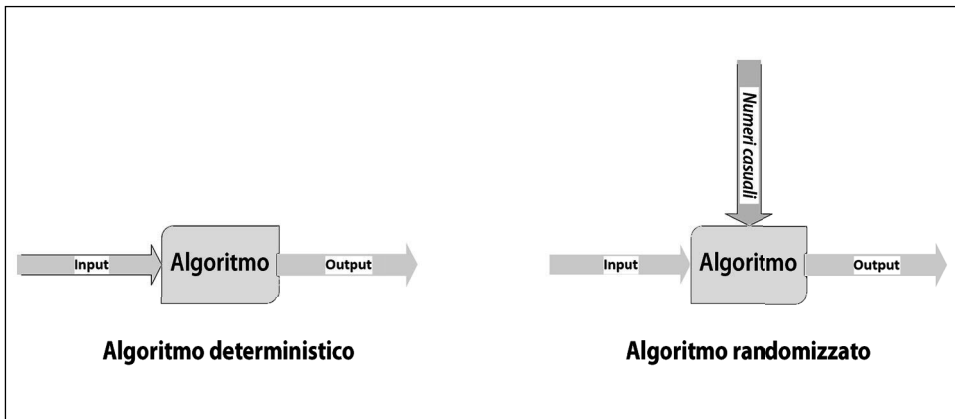 Input
Algoritmo
Output
Algoritmo deterministico
Numeri casuali
Input
Algoritmo
Output
Algoritmo randomizzato